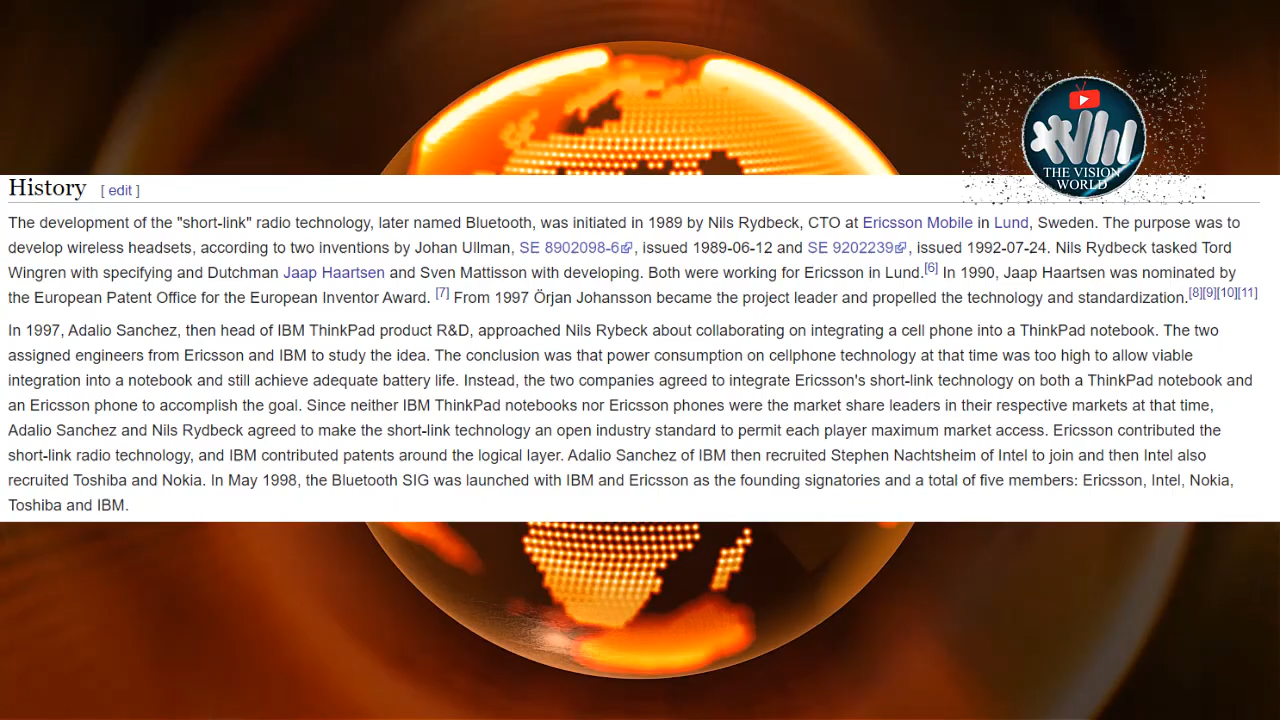 THE VISION
WORLD
History [ edit ]
The development of the "short-link" radio technology, later named Bluetooth, was initiated in 1989 by Nils Rydbeck, CTO at Ericsson Mobile in Lund, Sweden. The purpose was to
develop wireless headsets, according to two inventions by Johan Ullman, SE 8902098-6, issued 1989-06-12 and SE 9202239, issued 1992-07-24. Nils Rydbeck tasked Tord
Wingren with specifying and Dutchman Jaap Haartsen and Sven Mattisson with developing. Both were working for Ericsson in Lund.[6] In 1990, Jaap Haartsen was nominated by
the European Patent Office for the European Inventor Award. [7] From 1997 Örjan Johansson became the project leader and propelled the technology and standardization.[8][9][10][11]
In 1997, Adalio Sanchez, then head of IBM ThinkPad product R&D, approached Nils Rybeck about collaborating on integrating a cell phone into a ThinkPad notebook. The two
assigned engineers from Ericsson and IBM to study the idea. The conclusion was that power consumption on cellphone technology at that time was too high to allow viable
integration into a notebook and still achieve adequate battery life. Instead, the two companies agreed to integrate Ericsson's short-link technology on both a ThinkPad notebook and
an Ericsson phone to accomplish the goal. Since neither IBM ThinkPad notebooks nor Ericsson phones were the market share leaders in their respective markets at that time,
Adalio Sanchez and Nils Rydbeck agreed to make the short-link technology an open industry standard to permit each player maximum market access. Ericsson contributed the
short-link radio technology, and IBM contributed patents around the logical layer. Adalio Sanchez of IBM then recruited Stephen Nachtsheim of Intel to join and then Intel also
recruited Toshiba and Nokia. In May 1998, the Bluetooth SIG was launched with IBM and Ericsson as the founding signatories and a total of five members: Ericsson, Intel, Nokia,
Toshiba and IBM.